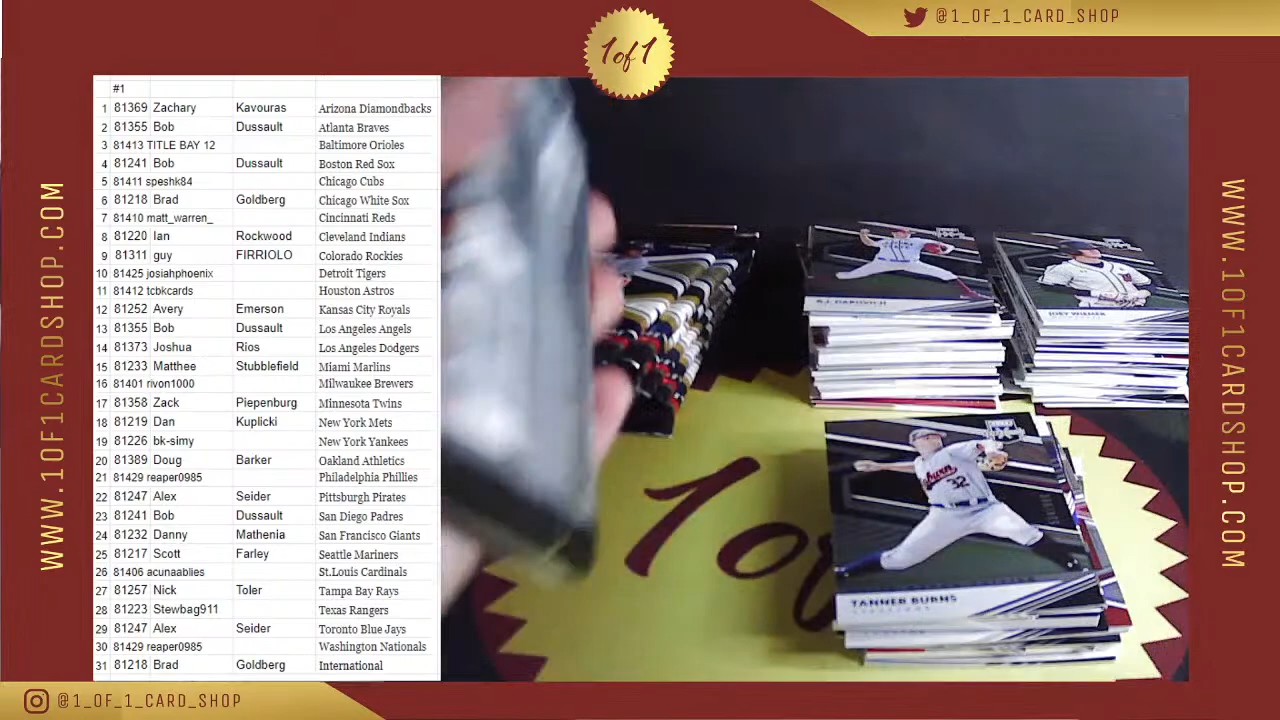 @1_OF_1_CARD_SHOP
1of1
#1
1 81369 Zachary Kavouras Arizona Diamondbacks
2 81355 Bob Dussault Atlanta Braves
3 81413 TITLE BAY 12 Baltimore Orioles
4 81241 Bob Dussault Boston Red Sox
5 81411 speshk84 Chicago Cubs
6 81218 Brad Goldberg Chicago White Sox
7 81410 matt_warren_ Cincinnati Reds
8 81220 Ian Rockwood Cleveland Indians
9 81311 guy FIRRIOLO Colorado Rockies
10 81425 josiahphoenix Detroit Tigers
11 81412 tcbkcards Houston Astros
12 81252 Avery Emerson Kansas City Royals
13 81355 Bob Dussault Los Angeles Angels
14 81373 Joshua Rios Los Angeles Dodgers
15 81233 Matthee Stubblefield Miami Marlins
16 81401 rivon1000 Milwaukee Brewers
17 81358 Zack Piepenburg Minnesota Twins
18 81219 Dan Kuplicki New York Mets
19 81226 bk-simy New York Yankees
20 81389 Doug Barker Oakland Athletics
21 81429 reaper0985 Philadelphia Phillies
22 81247 Alex Seider Pittsburgh Pirates
23 81241 Bob Dussault San Diego Padres
24 81232 Danny Mathenia San Francisco Giants
25 81217 Scott Farley Seattle Mariners
26 81406 acunaablies St.Louis Cardinals
27 81257 Nick Toler Tampa Bay Rays
28 81223 Stewbag911 Texas Rangers
29 81247 Alex Seider Toronto Blue Jays
30 81429 reaper0985 Washington Nationals
31 81218 Brad Goldberg International
WWW.1OF1CARDSHOP.COM
WWW.1OF1CARDSHOP.COM
JOEY WIEMER
32
TANNER BURNS
1 of
@1_OF_1_CARD_SHOP